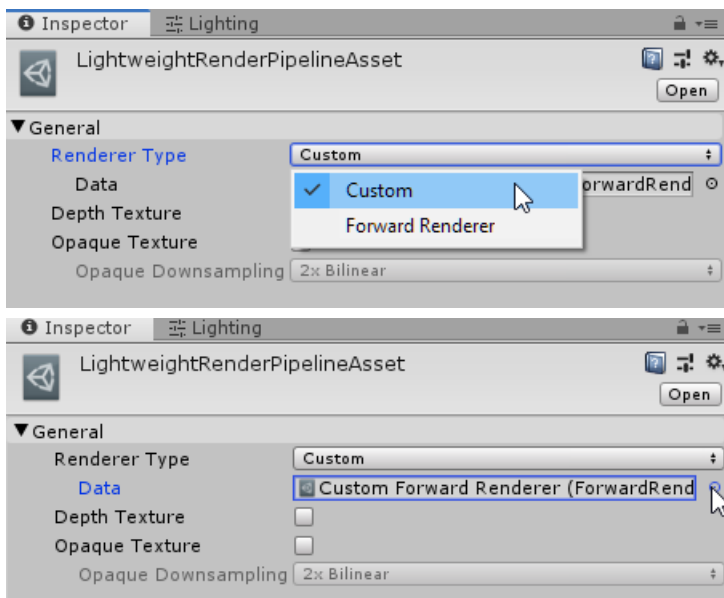 Inspector Lighting
LightweightRenderPipelineAsset
Open
General
Renderer Type Custom
Data orwardRend
Custom
Depth Texture
Forward Renderer
Opaque Texture
Opaque Downsampling 2x Bilinear
Inspector Lighting
LightweightRenderPipelineAsset
Open
General
Renderer Type Custom
Data Custom Forward Renderer (ForwardRend
Depth Texture
Opaque Texture
Opaque Downsampling 2x Bilinear